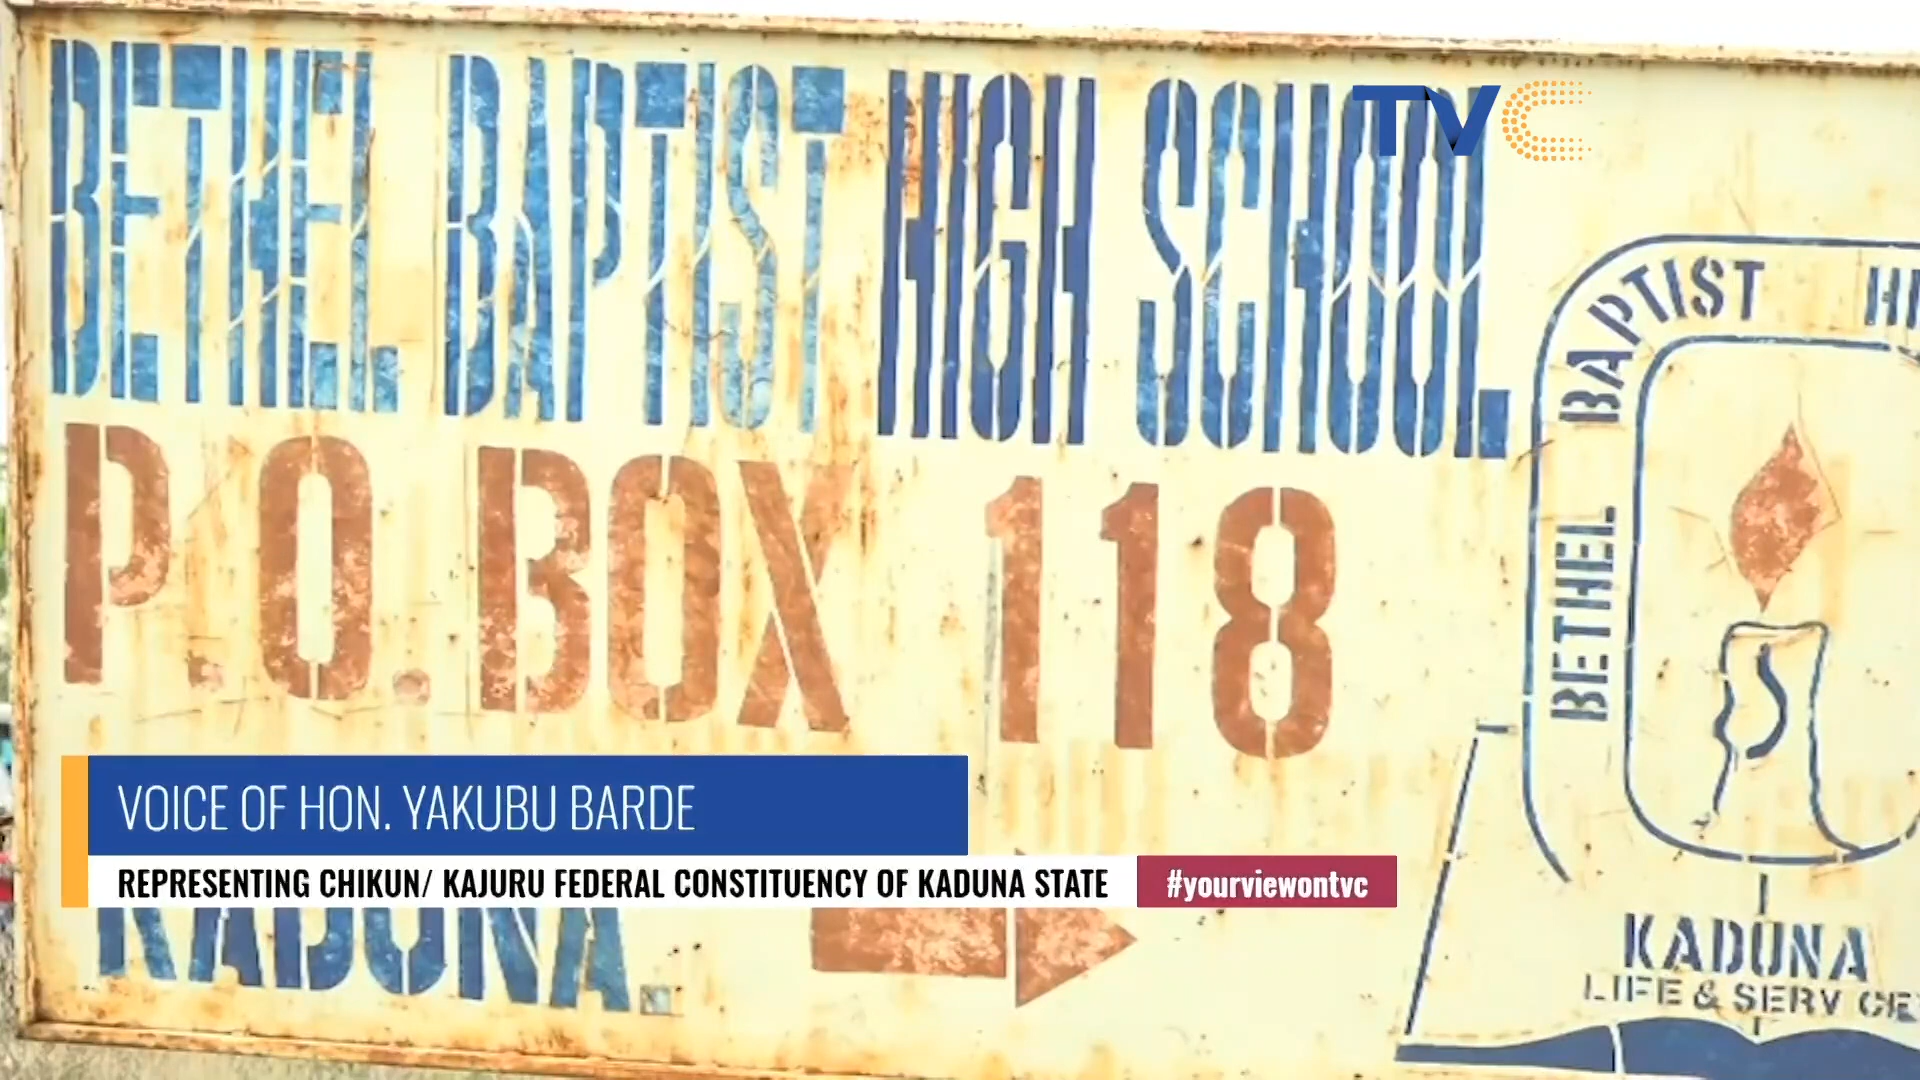 BETHEL BAPTIST HIGH SCHOOL
TVC
P.O.BOX 118
BETHEL BAPTIST
VOICE OF HON. YAKUBU BARDE
REPRESENTING CHIKUN/ KAJURU FEDERAL CONSTITUENCY OF KADUNA STATE
#yourviewontvc
KADUNA.
KADUNA
LIFE &